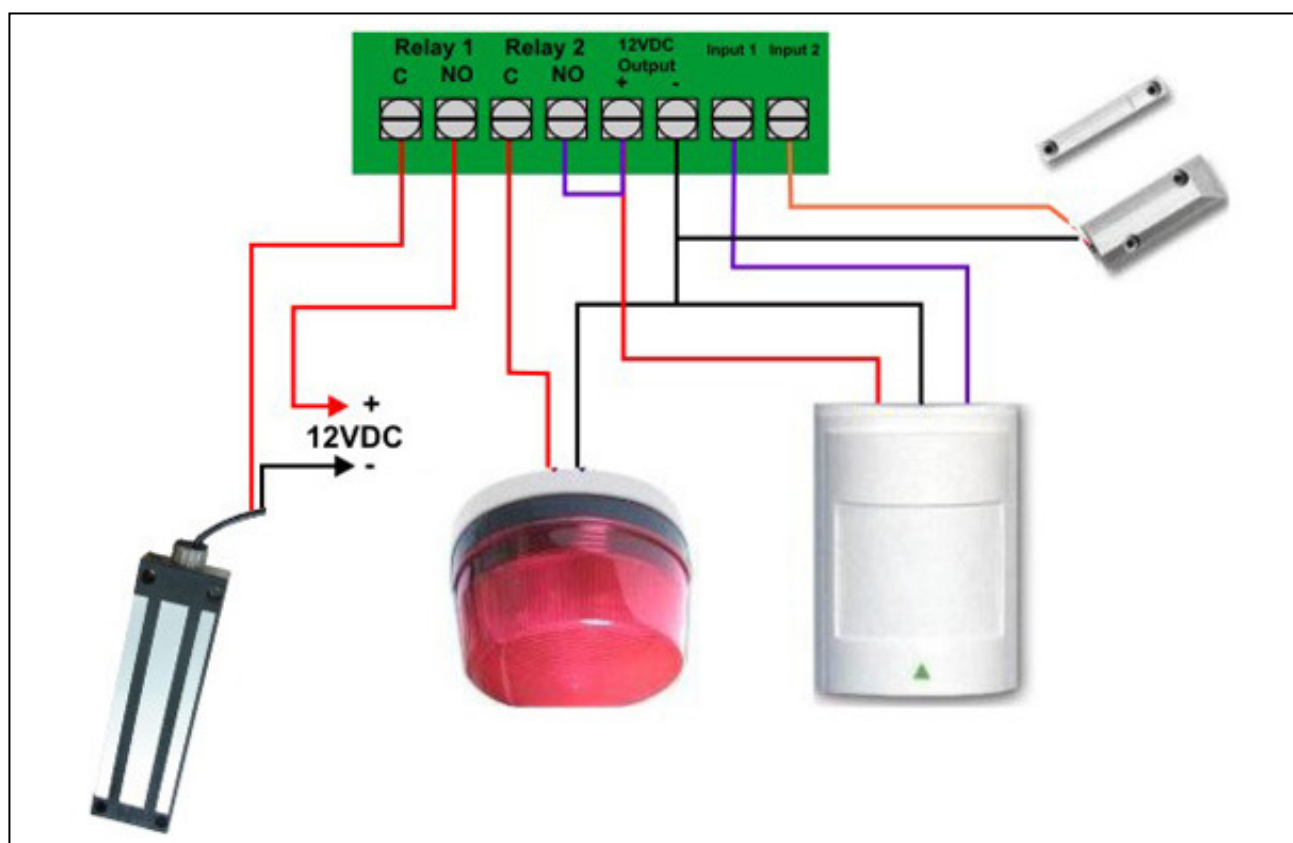 Relay 1 Relay 2 12VDC Input 1 Input 2
C NO C NO Output
+ -
+
12VDC
-